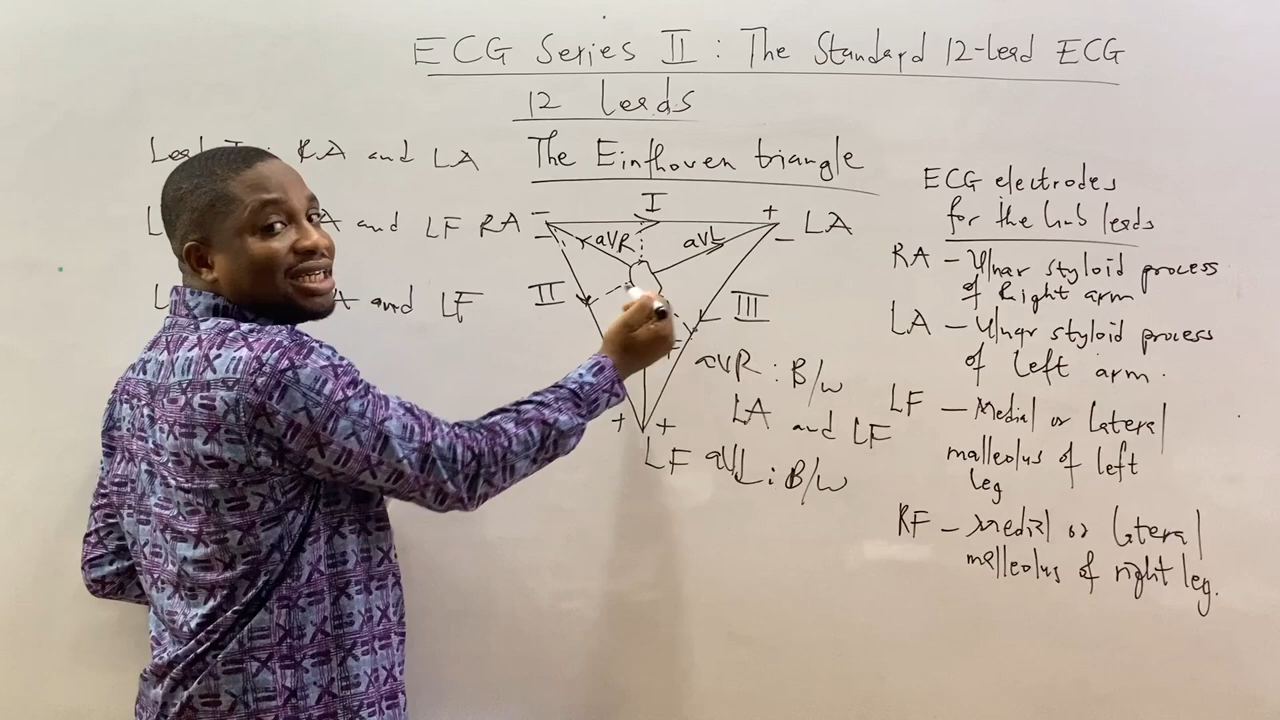 ECG Series II : The Standard 12-lead ECG
12 leads
The Einthoven triangle
RA and LA
and LF
and LF
I
RA
LA
aVR
aVL
II
III
LF
aVR : B/w
LA and LF
aVL : B/w
ECG electrodes
for the limb leads
RA - Ulnar styloid process
of Right arm
LA - Ulnar styloid process
of left arm.
LF - Medial or lateral
malleolus of left
leg
RF - Medial or lateral
malleolus of right leg.